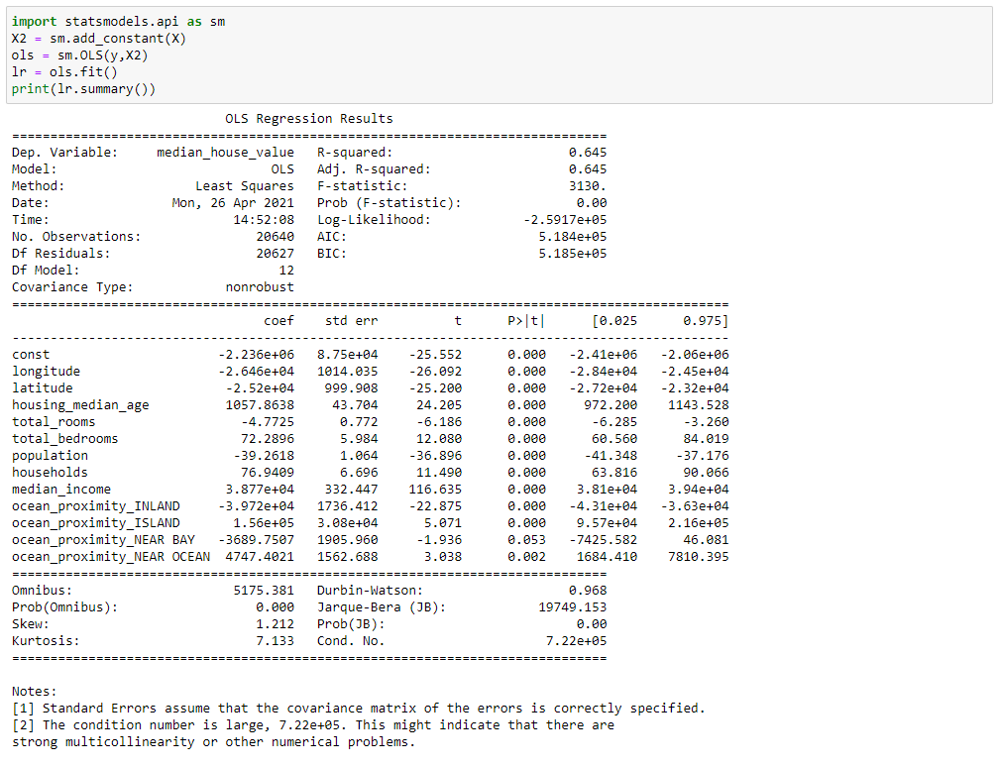 import statsmodels.api as sm
X2 = sm.add_constant(X)
ols = sm.OLS(y,X2)
lr = ols.fit()
print(lr.summary())
OLS Regression Results
==============================================================================
Dep. Variable: median_house_value R-squared: 0.645
Model: OLS Adj. R-squared: 0.645
Method: Least Squares F-statistic: 3130.
Date: Mon, 26 Apr 2021 Prob (F-statistic): 0.00
Time: 14:52:08 Log-Likelihood: -2.5917e+05
No. Observations: 20640 AIC: 5.184e+05
Df Residuals: 20627 BIC: 5.185e+05
Df Model: 12
Covariance Type: nonrobust
==============================================================================================
coef std err t P>|t| [0.025 0.975]
----------------------------------------------------------------------------------------------
const -2.236e+06 8.75e+04 -25.552 0.000 -2.41e+06 -2.06e+06
longitude -2.646e+04 1014.035 -26.092 0.000 -2.84e+04 -2.45e+04
latitude -2.52e+04 999.908 -25.200 0.000 -2.72e+04 -2.32e+04
housing_median_age 1057.8638 43.704 24.205 0.000 972.200 1143.528
total_rooms -4.7725 0.772 -6.186 0.000 -6.285 -3.260
total_bedrooms 72.2896 5.984 12.080 0.000 60.560 84.019
population -39.2618 1.064 -36.896 0.000 -41.348 -37.176
households 76.9409 6.696 11.490 0.000 63.816 90.066
median_income 3.877e+04 332.447 116.635 0.000 3.81e+04 3.94e+04
ocean_proximity_INLAND -3.972e+04 1736.412 -22.875 0.000 -4.31e+04 -3.63e+04
ocean_proximity_ISLAND 1.56e+05 3.08e+04 5.071 0.000 9.57e+04 2.16e+05
ocean_proximity_NEAR BAY -3689.7507 1905.960 -1.936 0.053 -7425.582 46.081
ocean_proximity_NEAR OCEAN 4747.4021 1562.688 3.038 0.002 1684.410 7810.395
==============================================================================
Omnibus: 5175.381 Durbin-Watson: 0.968
Prob(Omnibus): 0.000 Jarque-Bera (JB): 19749.153
Skew: 1.212 Prob(JB): 0.00
Kurtosis: 7.133 Cond. No. 7.22e+05
==============================================================================
Notes:
[1] Standard Errors assume that the covariance matrix of the errors is correctly specified.
[2] The condition number is large, 7.22e+05. This might indicate that there are
strong multicollinearity or other numerical problems.